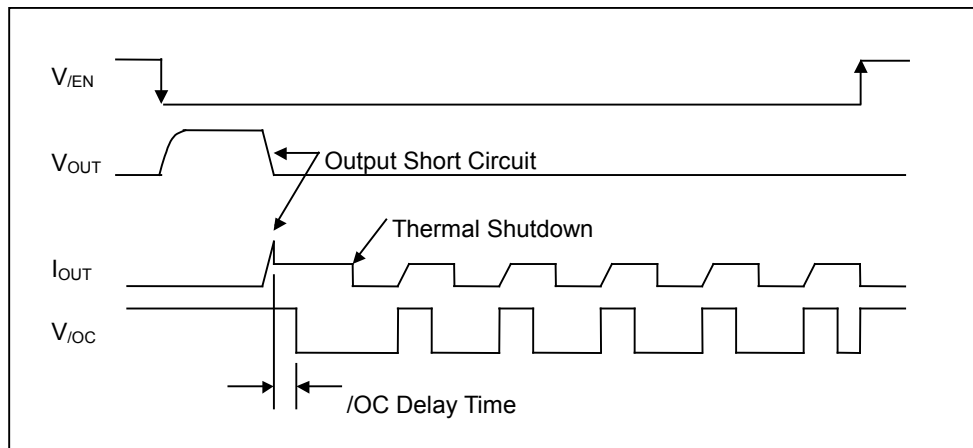 V/EN
VOUT
Output Short Circuit
Thermal Shutdown
IOUT
V/OC
/OC Delay Time